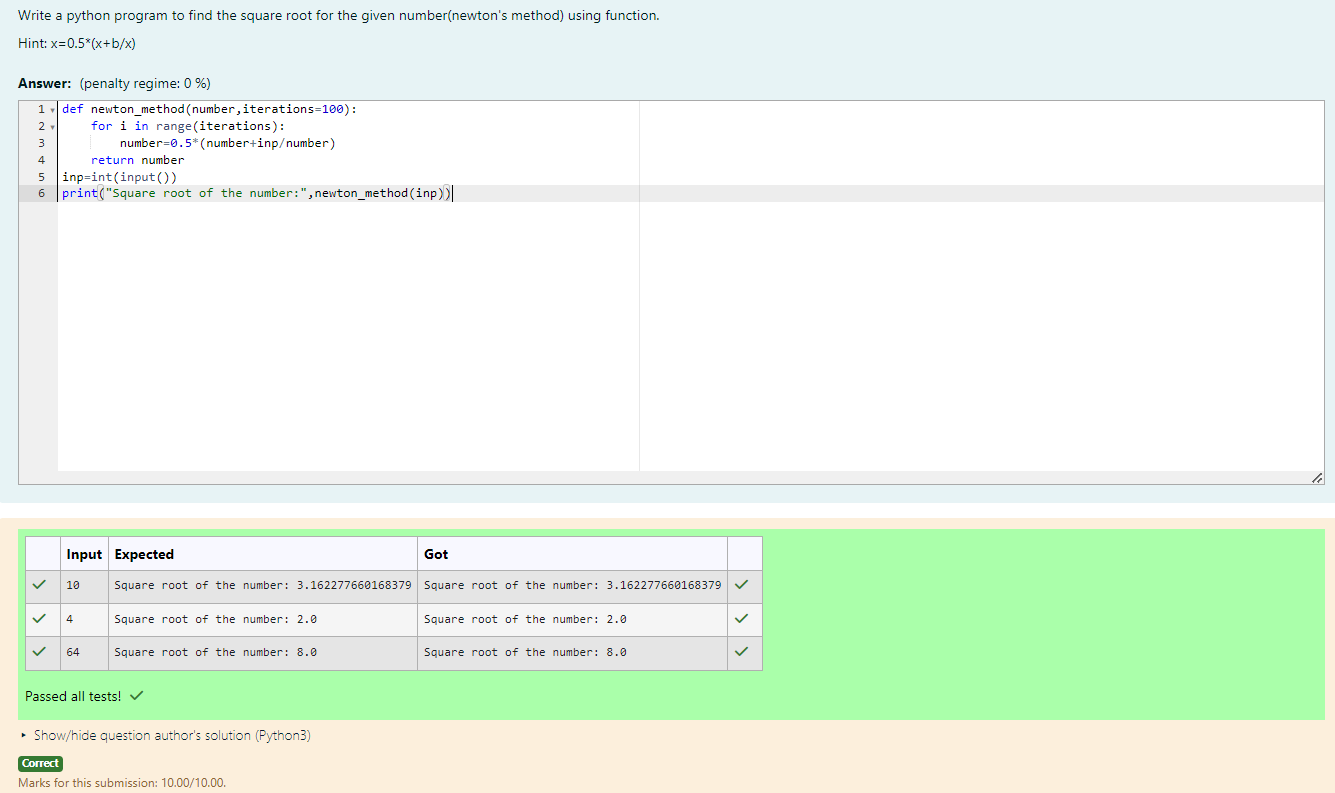 Write a python program to find the square root for the given number(newton's method) using function.
Hint: x=0.5*(x+b/x)
Answer: (penalty regime: 0 %)
1 def newton_method(number,iterations=100):
2     for i in range(iterations):
3         number=0.5*(number+inp/number)
4     return number
5 inp=int(input())
6 print("Square root of the number:",newton_method(inp))
Input Expected Got
10 Square root of the number: 3.162277660168379 Square root of the number: 3.162277660168379
4 Square root of the number: 2.0 Square root of the number: 2.0
64 Square root of the number: 8.0 Square root of the number: 8.0
Passed all tests!
Show/hide question author's solution (Python3)
Correct
Marks for this submission: 10.00/10.00.